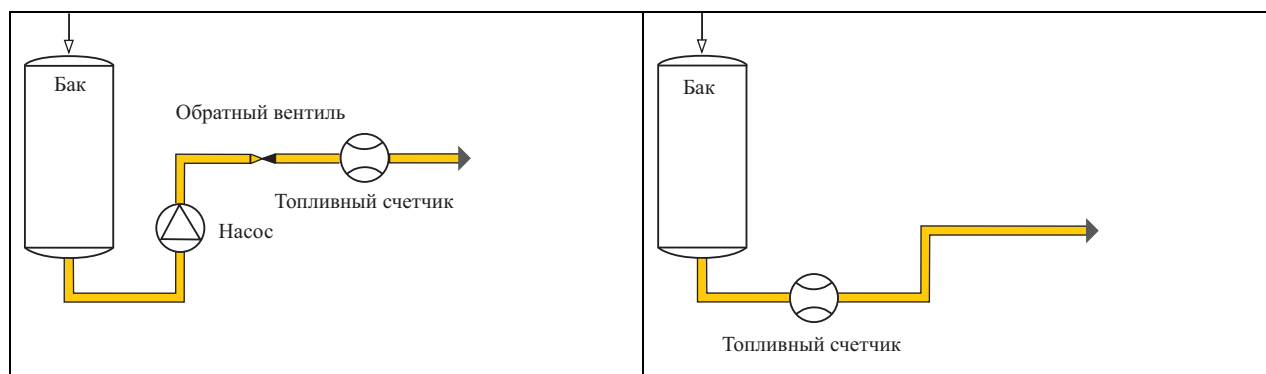 Бак
Обратный вентиль
Топливный счетчик
Насос
Бак
Топливный счетчик